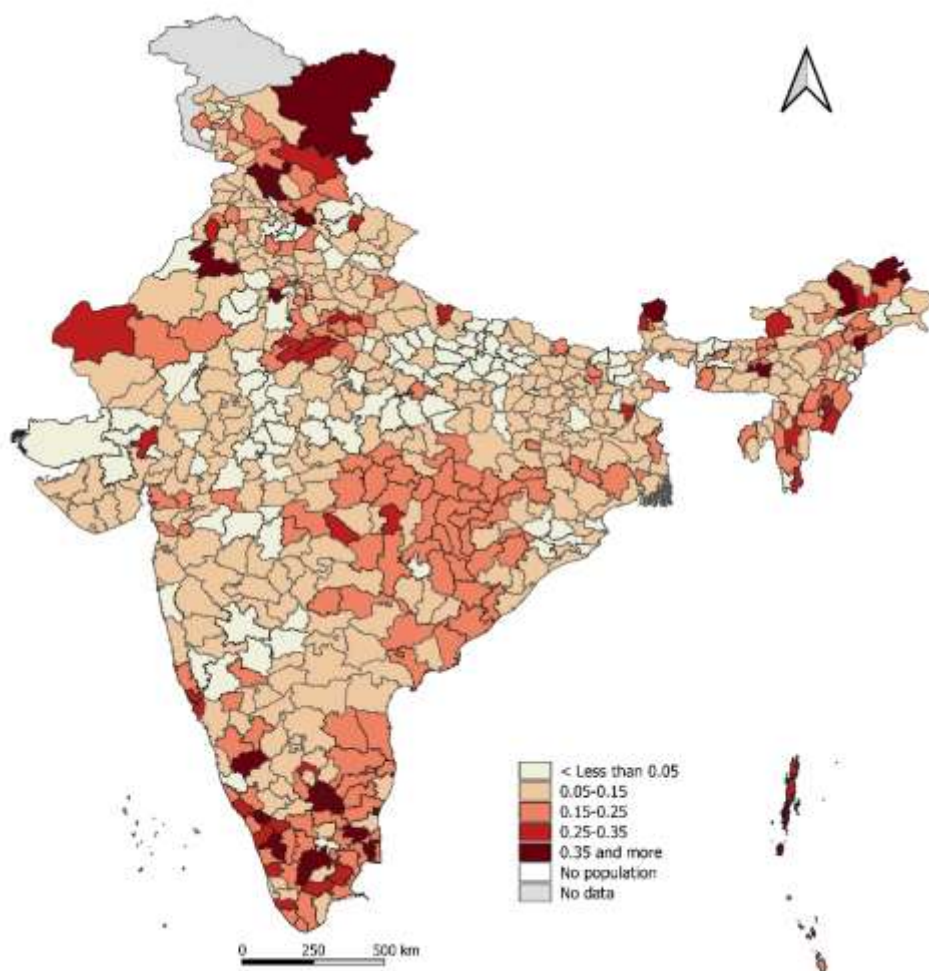 < Less than 0.05
0.05-0.15
0.15-0.25
0.25-0.35
0.35 and more
No population
No data
0 250 500 km